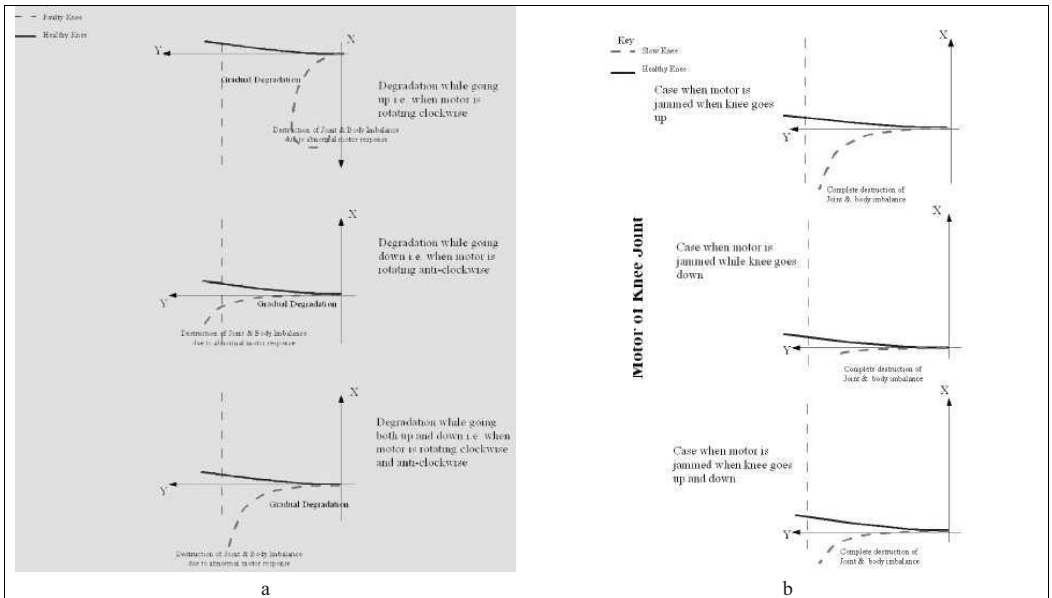 Faulty Knee
Healthy Knee
X
Y
Gradual Degradation
Degradation while going
up i.e. when motor is
rotating clockwise
Destruction of Joint & Body Imbalance
due to abnormal motor response
X
Degradation while going
down i.e. when motor is
rotating anti-clockwise
Y
Gradual Degradation
Destruction of Joint & Body Imbalance
due to abnormal motor response
X
Degradation while going
both up and down i.e. when
motor is rotating clockwise
and anti-clockwise
Y
Gradual Degradation
Destruction of Joint & Body Imbalance
due to abnormal motor response
a
Motor of Knee Joint
Key
Slow Knee
Healthy Knee
X
Case when motor is
jammed when knee goes
up
Y
Complete destruction of
Joint & body imbalance
X
Case when motor is
jammed while knee goes
down
Y
Complete destruction of
Joint & body imbalance
X
Case when motor is
jammed when knee goes
up and down
Y
Complete destruction of
Joint & body imbalance
b